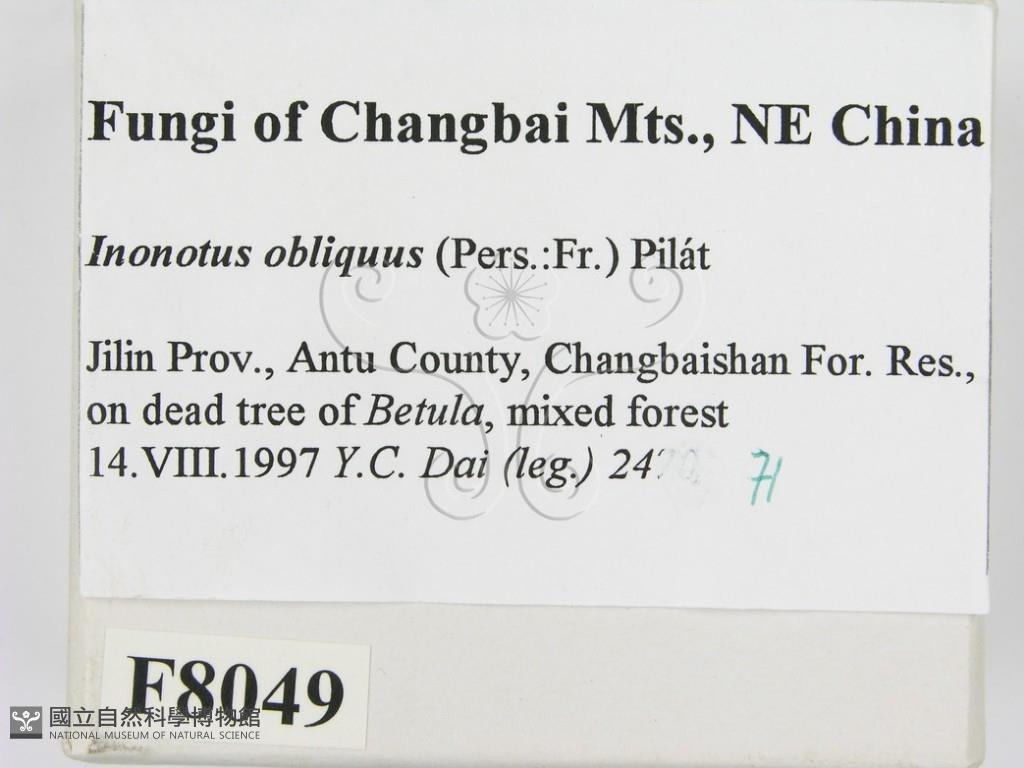 Fungi of Changbai Mts., NE China
Inonotus obliquus (Pers.:Fr.) Pilát
Jilin Prov., Antu County, Changbaishan For. Res.,
on dead tree of Betula, mixed forest
14.VIII.1997 Y.C. Dai (leg.) 71
F8049
國立自然科學博物館
NATIONAL MUSEUM OF NATURAL SCIENCE